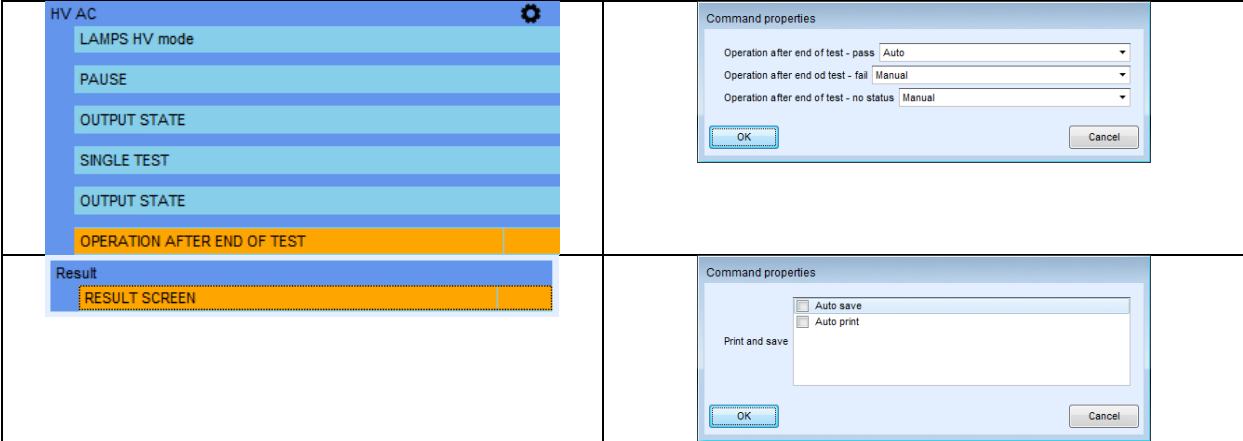 HV AC
LAMPS HV mode
PAUSE
OUTPUT STATE
SINGLE TEST
OUTPUT STATE
OPERATION AFTER END OF TEST
Command properties
Operation after end of test - pass Auto
Operation after end od test - fail Manual
Operation after end of test - no status Manual
OK Cancel
Result
RESULT SCREEN
Command properties
Auto save
Auto print
Print and save
OK Cancel